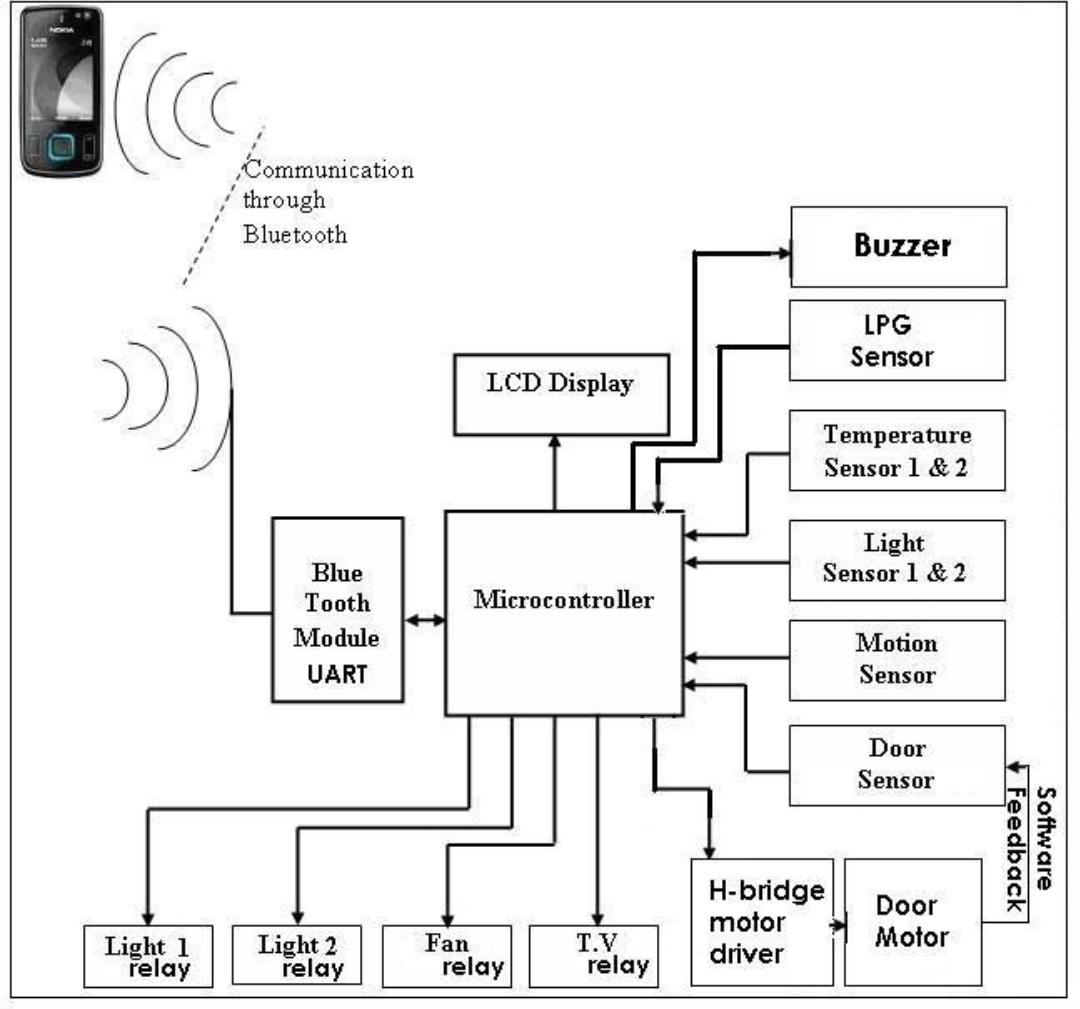 NOKIA
Communication
through
Bluetooth
Buzzer
LPG
Sensor
LCD Display
Temperature
Sensor 1 & 2
Light
Sensor 1 & 2
Blue
Tooth
Module
UART
Microcontroller
Motion
Sensor
Door
Sensor
Software
Feedback
Light 1
relay
Light 2
relay
Fan
relay
T.V
relay
H-bridge
motor
driver
Door
Motor